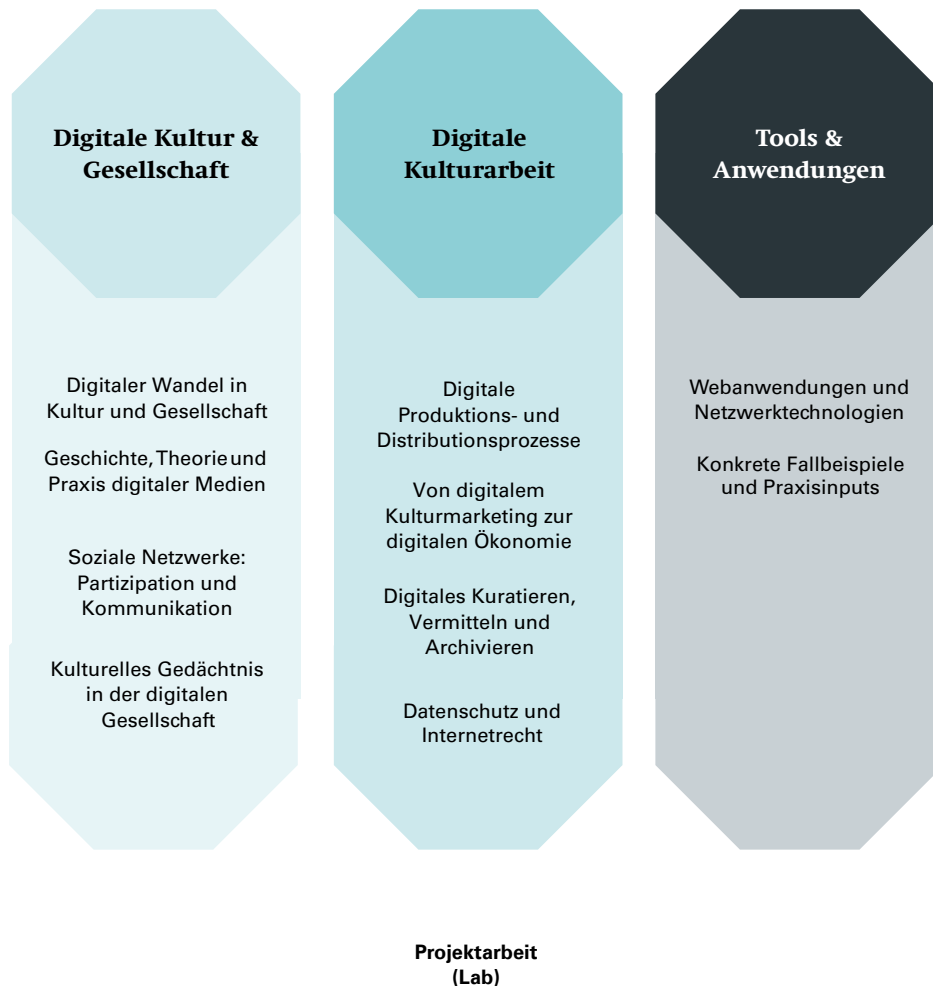 Digitale Kultur &
Gesellschaft
Digitaler Wandel in
Kultur und Gesellschaft
Geschichte, Theorie und
Praxis digitaler Medien
Soziale Netzwerke:
Partizipation und
Kommunikation
Kulturelles Gedächtnis
in der digitalen
Gesellschaft
Digitale
Kulturarbeit
Digitale
Produktions- und
Distributionsprozesse
Von digitalem
Kulturmarketing zur
digitalen Ökonomie
Digitales Kuratieren,
Vermitteln und
Archivieren
Datenschutz und
Internetrecht
Tools &
Anwendungen
Webanwendungen und
Netzwerktechnologien
Konkrete Fallbeispiele
und Praxisinputs
Projektarbeit
(Lab)